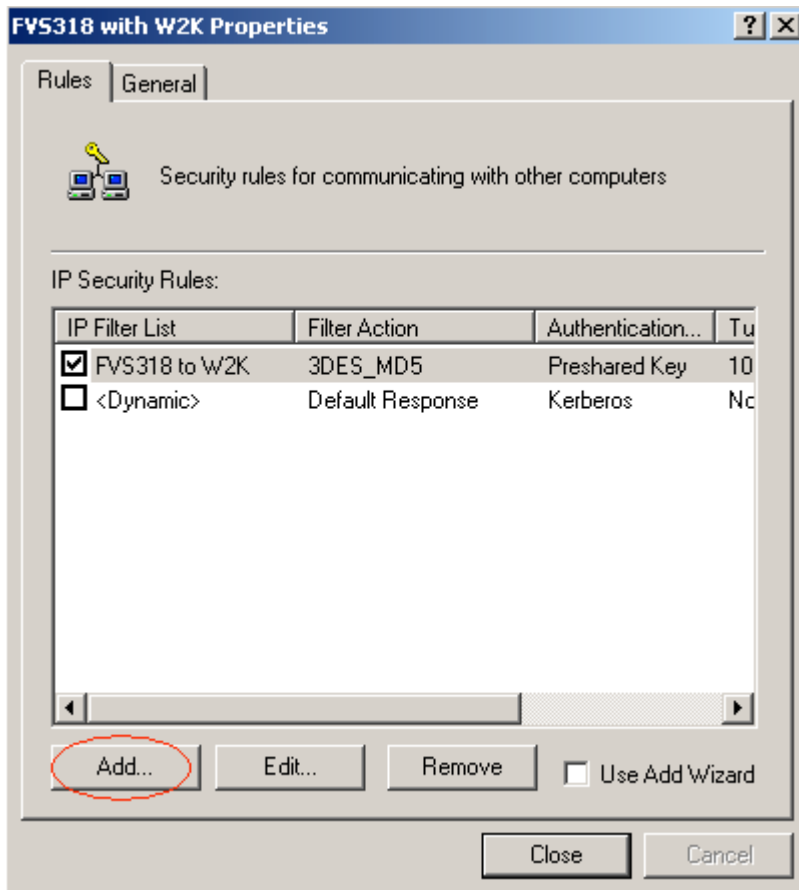 FVS318 with W2K Properties
Rules General
Security rules for communicating with other computers
IP Security Rules:
IP Filter List Filter Action Authentication... Tu
FVS318 to W2K 3DES_MD5 Preshared Key 10
<Dynamic> Default Response Kerberos No
Add... Edit... Remove Use Add Wizard
Close Cancel